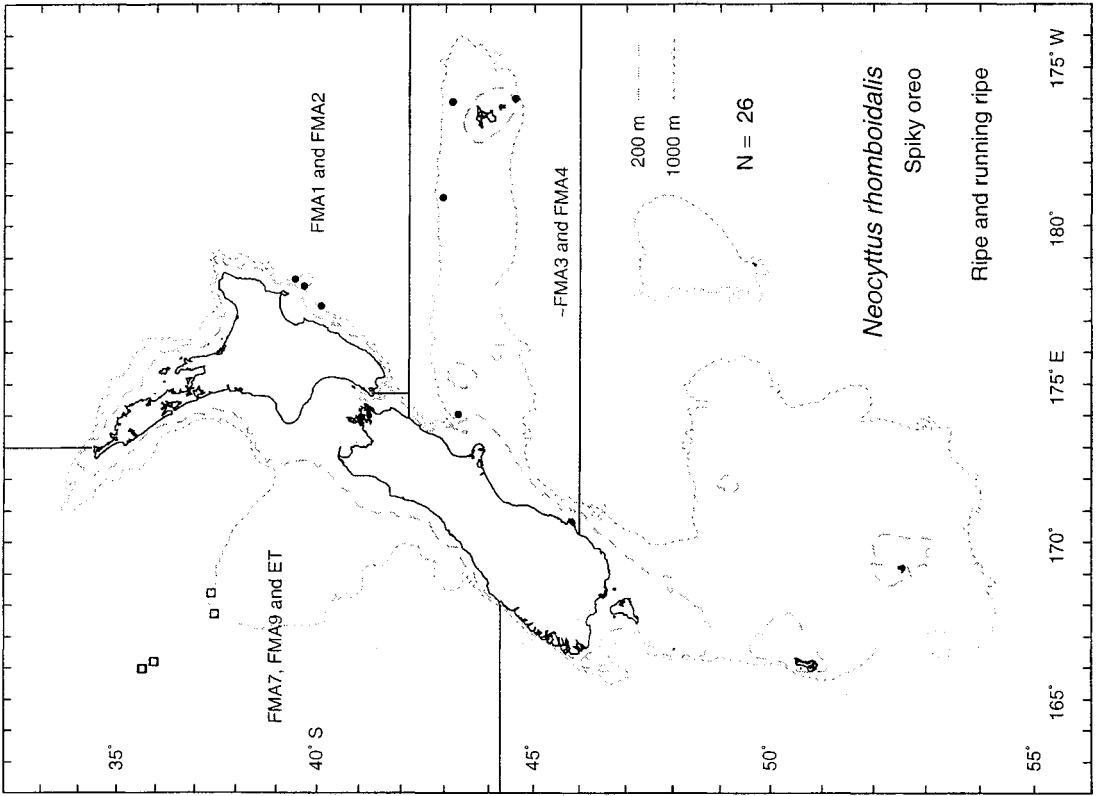 FMA7, FMA9 and ET
FMA1 and FMA2
~FMA3 and FMA4
200 m
1000 m
N = 26
Neocyttus rhomboidalis
Spiky oreo
Ripe and running ripe
35°
40° S
45°
50°
55°
165°
170°
175° E
180°
175° W